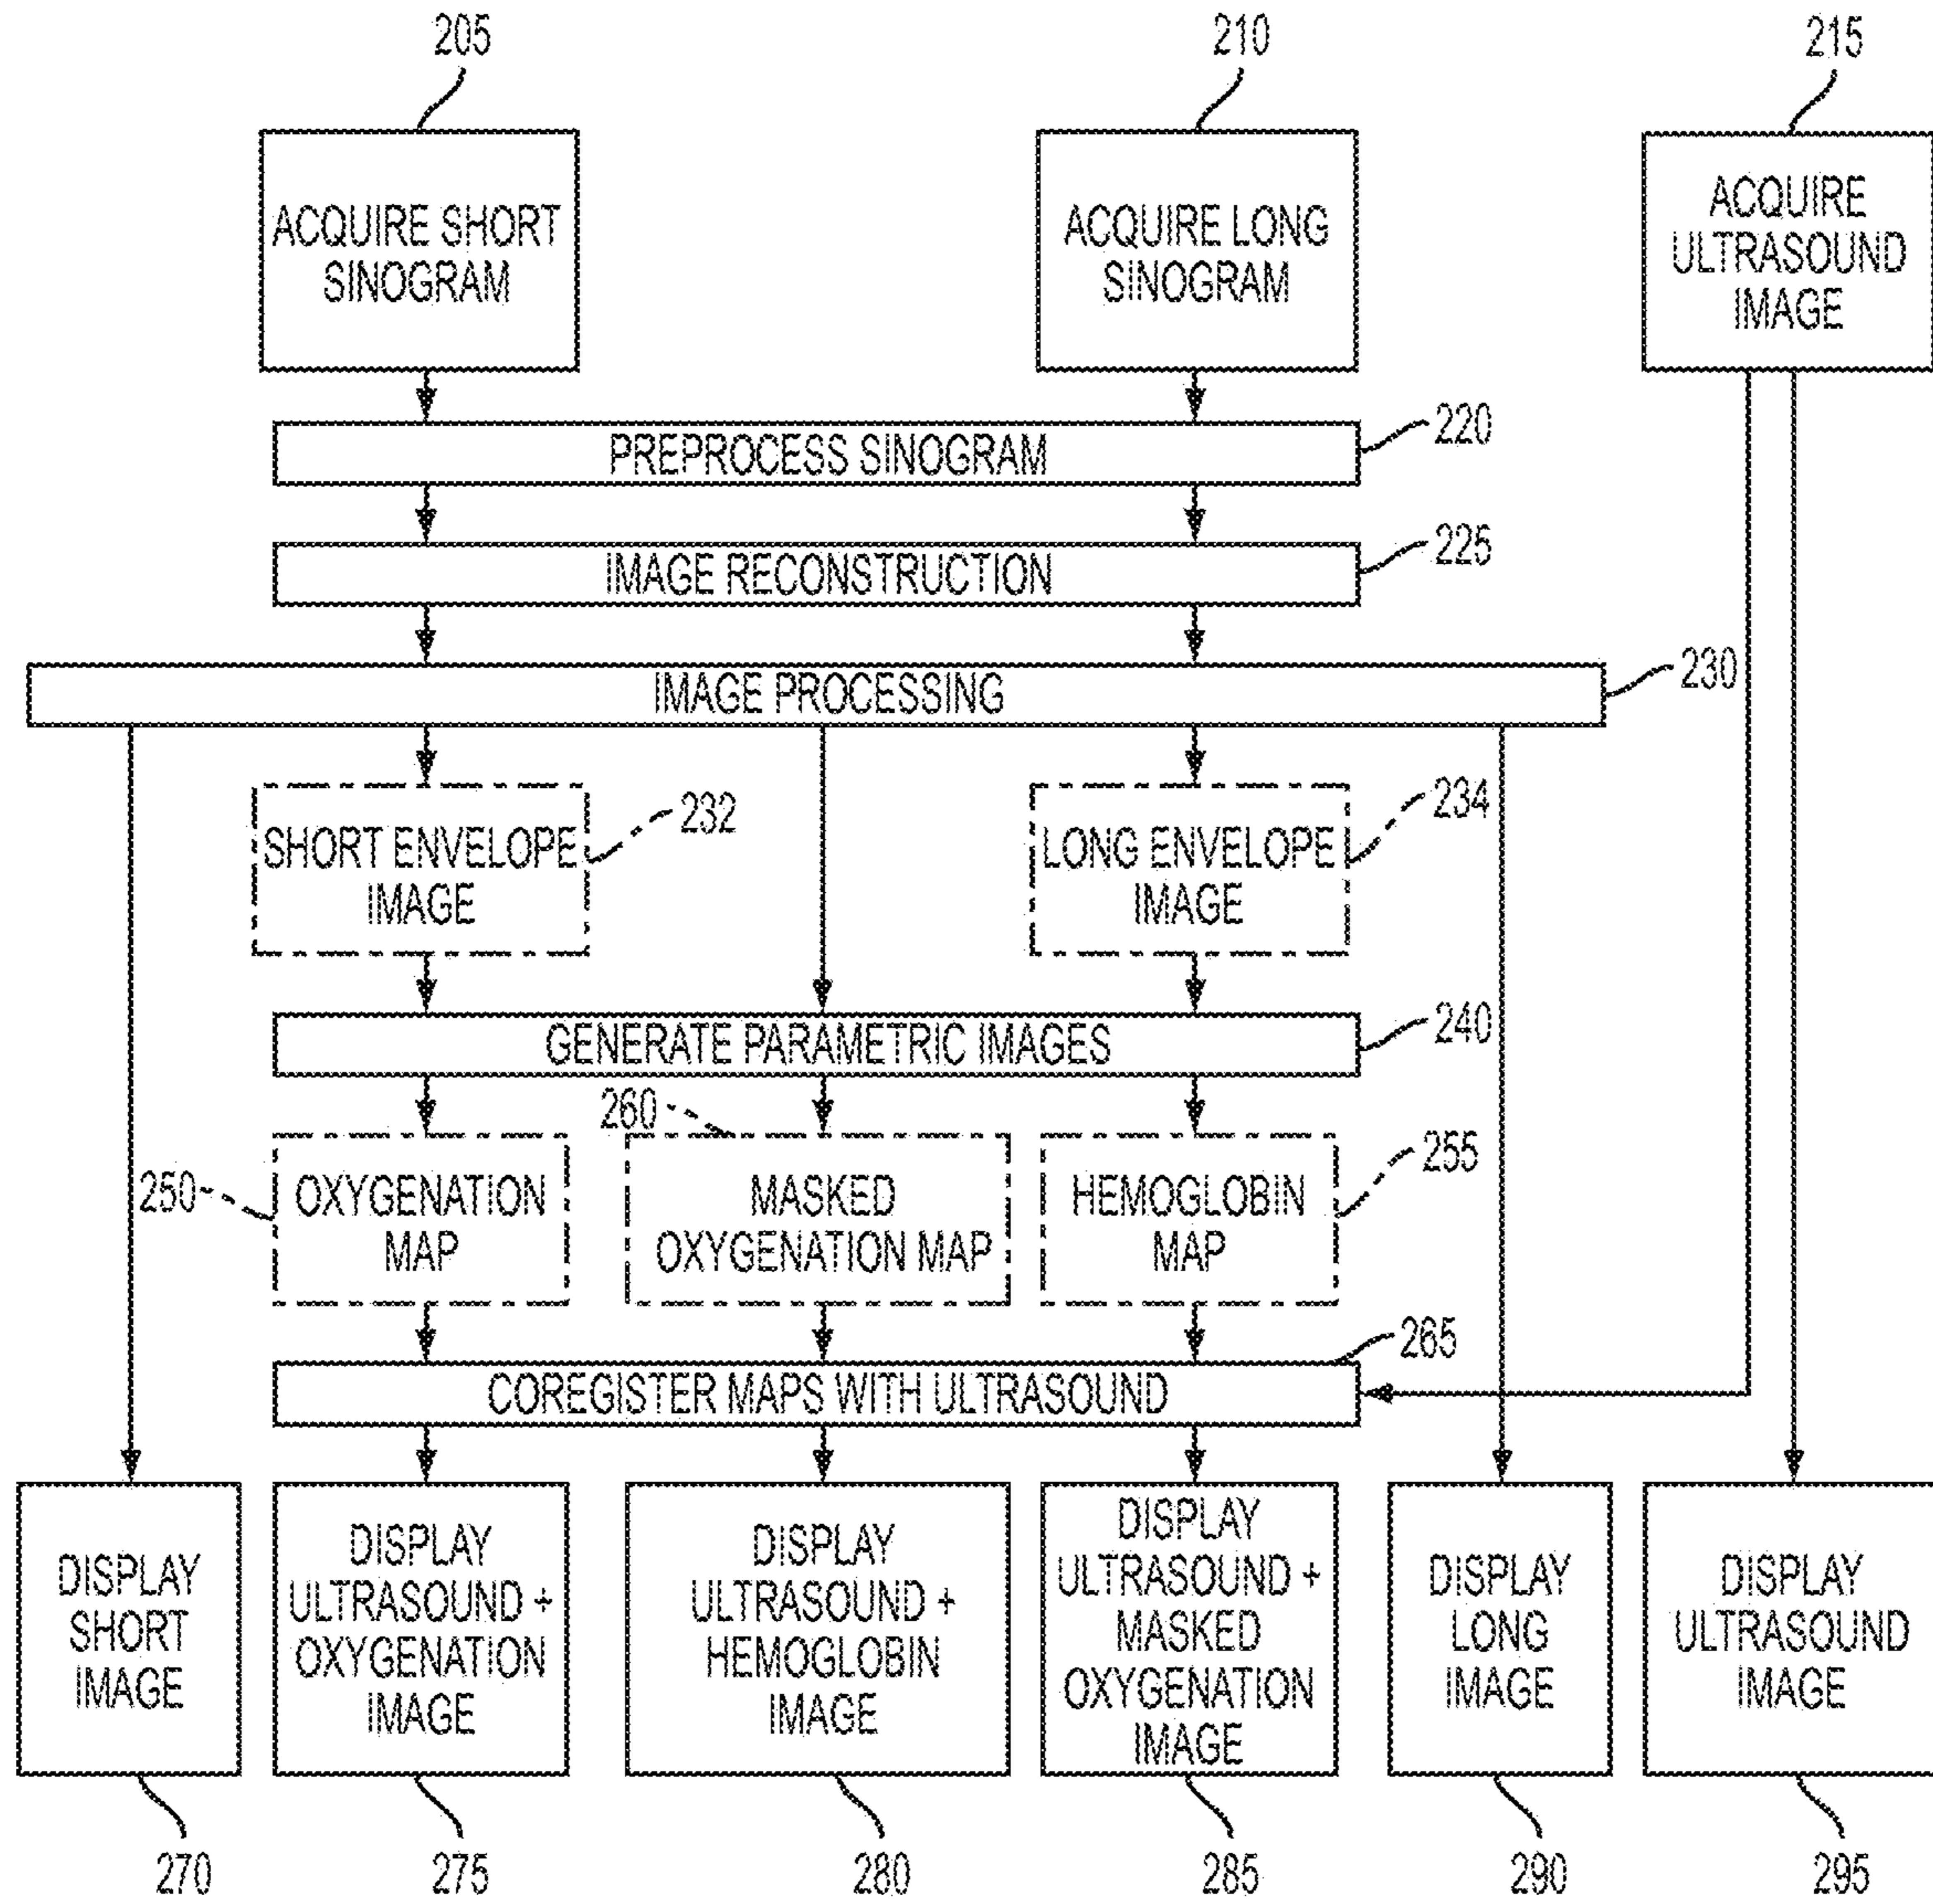 205
210
215
ACQUIRE SHORT
SINOGRAM
ACQUIRE LONG
SINOGRAM
ACQUIRE
ULTRASOUND
IMAGE
220
PREPROCESS SINOGRAM
225
IMAGE RECONSTRUCTION
230
IMAGE PROCESSING
232
234
SHORT ENVELOPE
IMAGE
LONG ENVELOPE
IMAGE
240
GENERATE PARAMETRIC IMAGES
260
250
255
OXYGENATION
MAP
MASKED
OXYGENATION MAP
HEMOGLOBIN
MAP
265
COREGISTER MAPS WITH ULTRASOUND
DISPLAY
SHORT
IMAGE
DISPLAY
ULTRASOUND +
OXYGENATION
IMAGE
DISPLAY
ULTRASOUND +
HEMOGLOBIN
IMAGE
DISPLAY
ULTRASOUND +
MASKED
OXYGENATION
IMAGE
DISPLAY
LONG
IMAGE
DISPLAY
ULTRASOUND
IMAGE
270
275
280
285
290
295